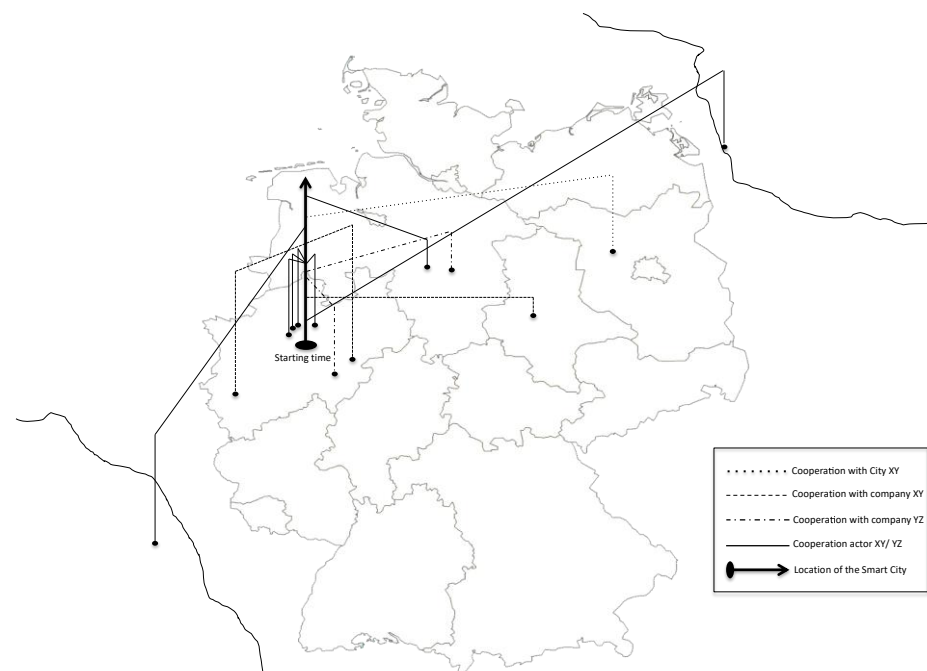 Starting time
Cooperation with City XY
Cooperation with company XY
Cooperation with company YZ
Cooperation actor XY/ YZ
Location of the Smart City